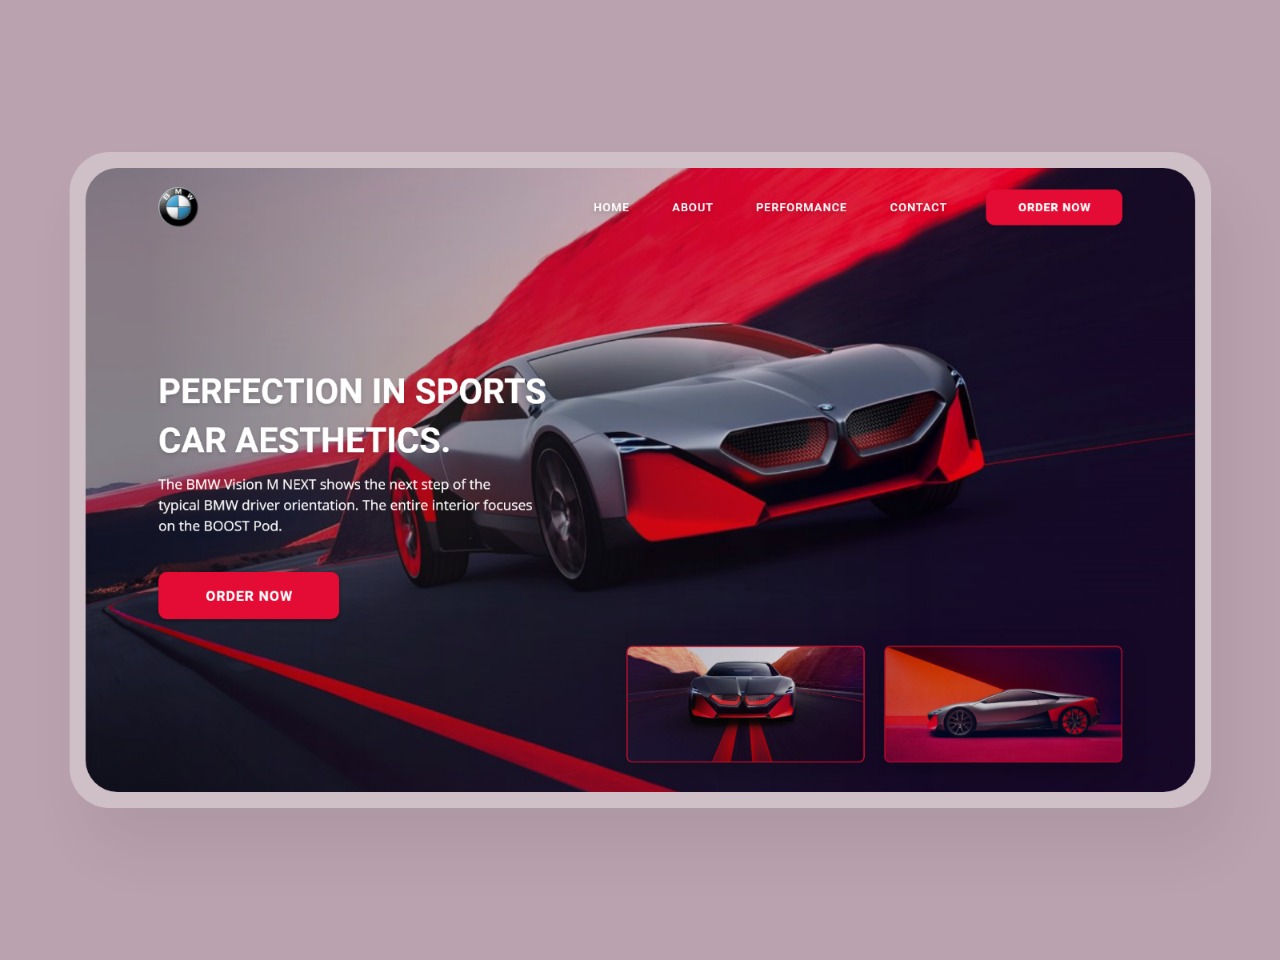 BMW
HOME
ABOUT
PERFORMANCE
CONTACT
ORDER NOW
PERFECTION IN SPORTS
CAR AESTHETICS.
The BMW Vision M NEXT shows the next step of the
typical BMW driver orientation. The entire interior focuses
on the BOOST Pod.
ORDER NOW